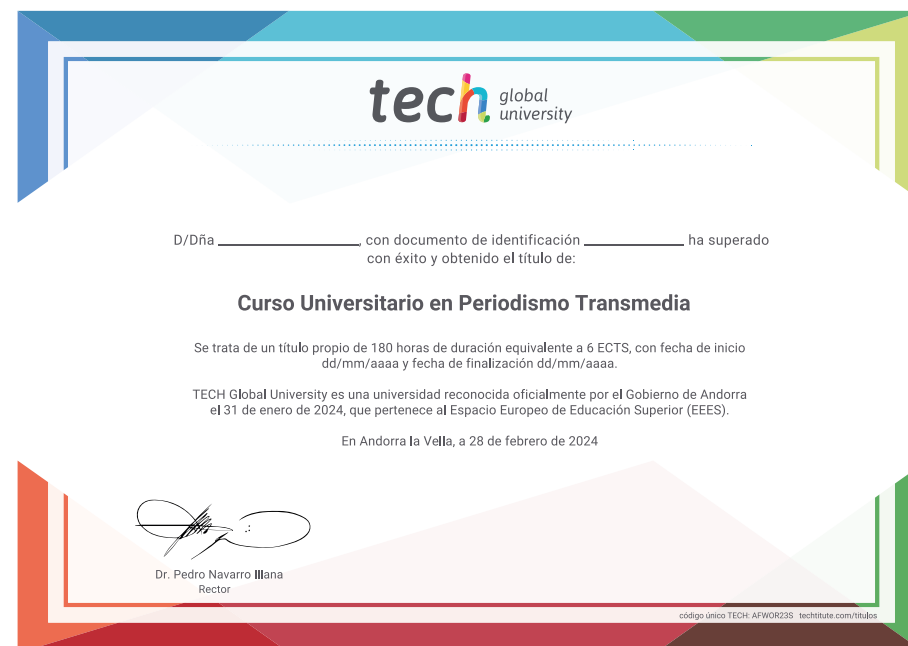 tech global university
D/Dña ____________________, con documento de identificación ______________ ha superado
con éxito y obtenido el título de:
Curso Universitario en Periodismo Transmedia
Se trata de un título propio de 180 horas de duración equivalente a 6 ECTS, con fecha de inicio
dd/mm/aaaa y fecha de finalización dd/mm/aaaa.
TECH Global University es una universidad reconocida oficialmente por el Gobierno de Andorra
el 31 de enero de 2024, que pertenece al Espacio Europeo de Educación Superior (EEES).
En Andorra la Vella, a 28 de febrero de 2024
Dr. Pedro Navarro Illana
Rector
código único TECH: AFWOR23S techtitute.com/titulos